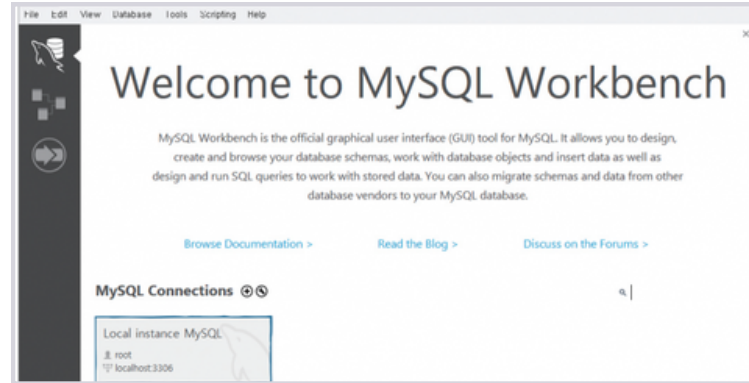 File Edit View Database Tools Scripting Help
Welcome to MySQL Workbench
MySQL Workbench is the official graphical user interface (GUI) tool for MySQL. It allows you to design,
create and browse your database schemas, work with database objects and insert data as well as
design and run SQL queries to work with stored data. You can also migrate schemas and data from other
database vendors to your MySQL database.
Browse Documentation > Read the Blog > Discuss on the Forums >
MySQL Connections
Local instance MySQL
root
localhost:3306